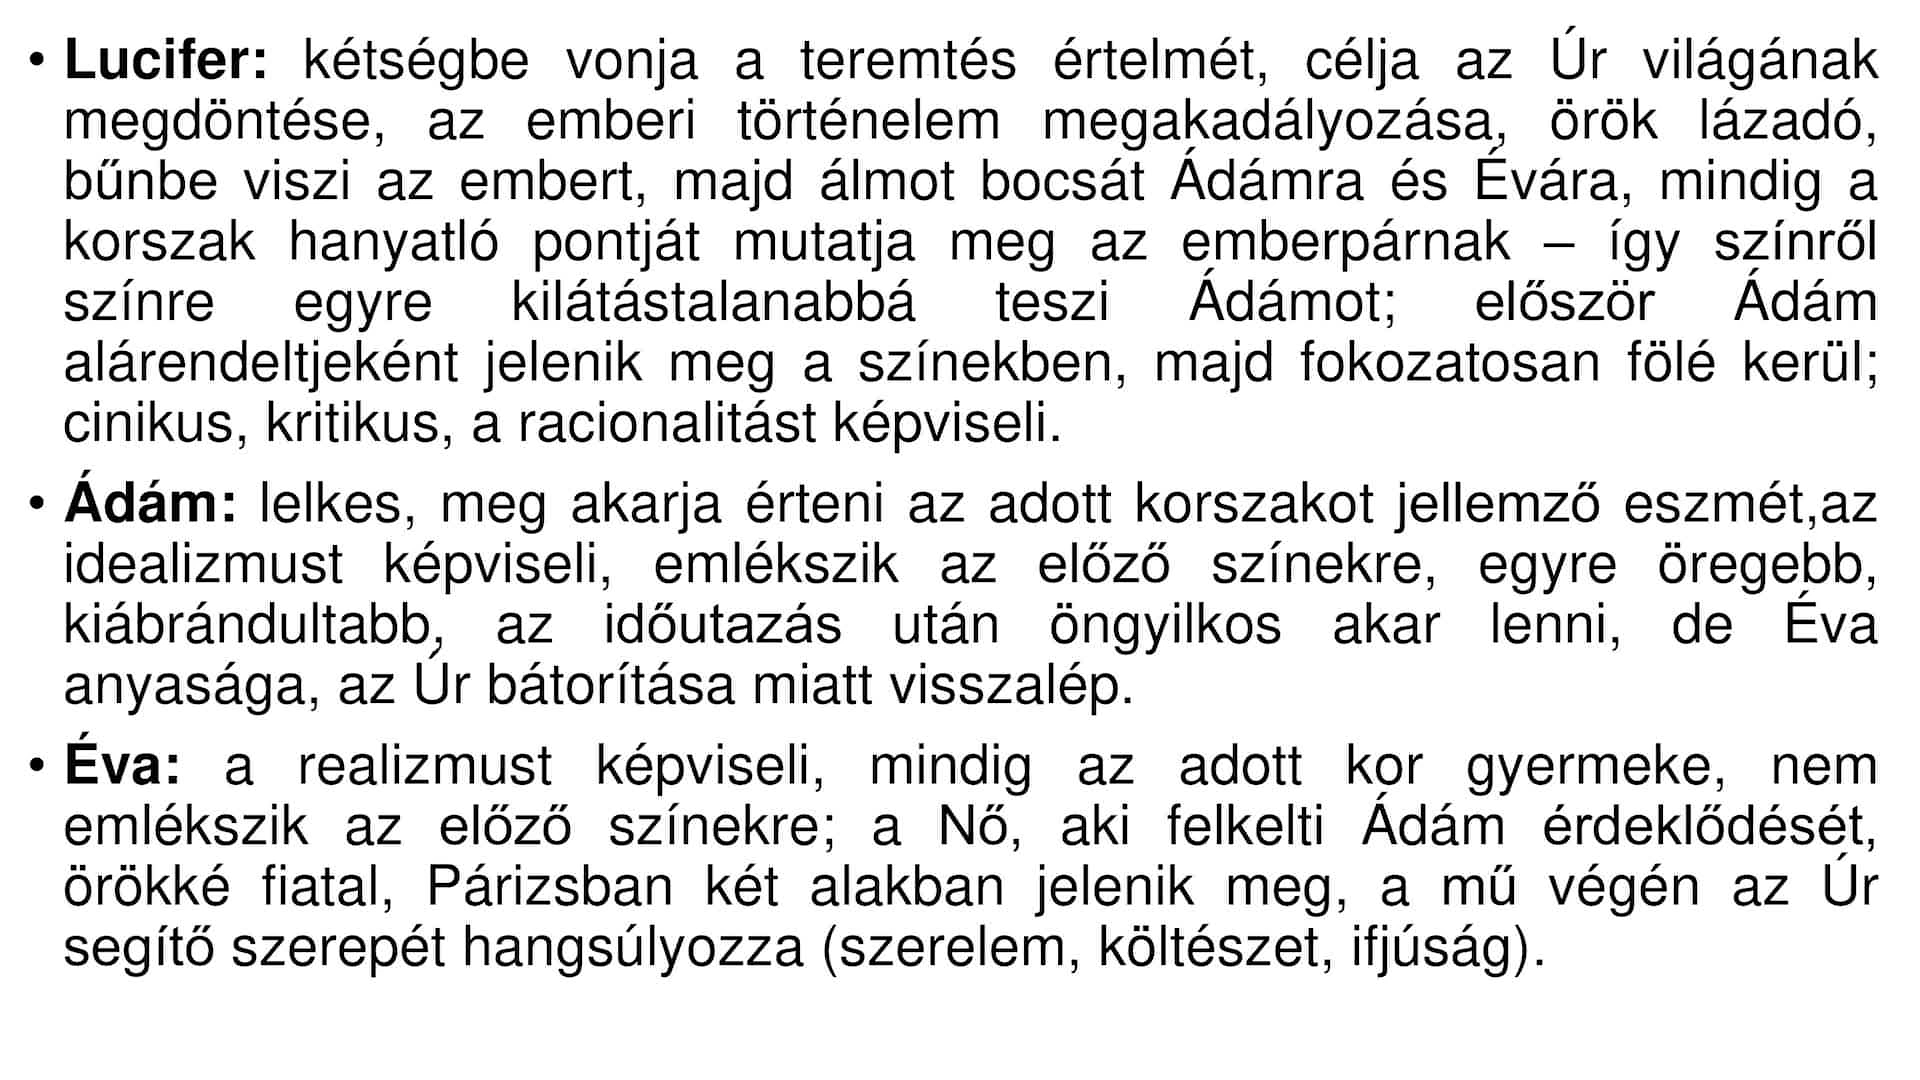 • Lucifer: kétségbe vonja a teremtés értelmét, célja az Úr világának
megdöntése, az emberi történelem megakadályozása, örök lázadó,
bűnbe viszi az embert, majd álmot bocsát Ádámra és Évára, mindig a
korszak hanyatló pontját mutatja meg az emberpárnak – így színről
színre egyre kilátástalanabbá teszi Ádámot; először Ádám
alárendeltjeként jelenik meg a színekben, majd fokozatosan fölé kerül;
cinikus, kritikus, a racionalitást képviseli.
• Ádám: lelkes, meg akarja érteni az adott korszakot jellemző eszmét,az
idealizmust képviseli, emlékszik az előző színekre, egyre öregebb,
kiábrándultabb, az időutazás után öngyilkos akar lenni, de Éva
anyasága, az Úr bátorítása miatt visszalép.
• Éva: a realizmust képviseli, mindig az adott kor gyermeke, nem
emlékszik az előző színekre; a Nő, aki felkelti Ádám érdeklődését,
örökké fiatal, Párizsban két alakban jelenik meg, a mű végén az Úr
segítő szerepét hangsúlyozza (szerelem, költészet, ifjúság).